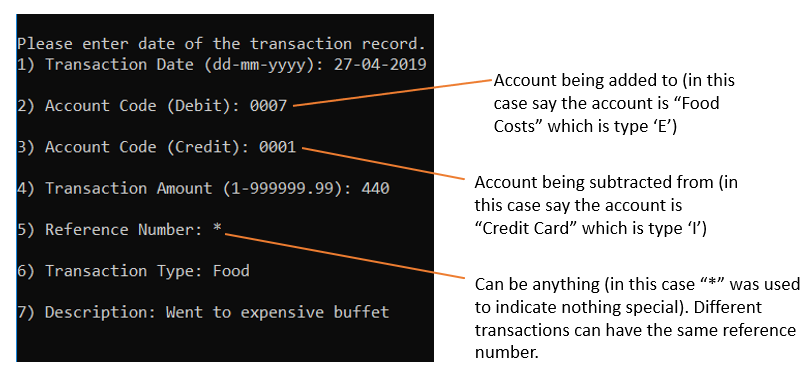 Please enter date of the transaction record.
1) Transaction Date (dd-mm-yyyy): 27-04-2019
2) Account Code (Debit): 0007
3) Account Code (Credit): 0001
4) Transaction Amount (1-999999.99): 440
5) Reference Number: *
6) Transaction Type: Food
7) Description: Went to expensive buffet
Account being added to (in this
case say the account is “Food
Costs” which is type ‘E’)
Account being subtracted from (in
this case say the account is
“Credit Card” which is type ‘I’)
Can be anything (in this case “*” was used
to indicate nothing special). Different
transactions can have the same reference
number.